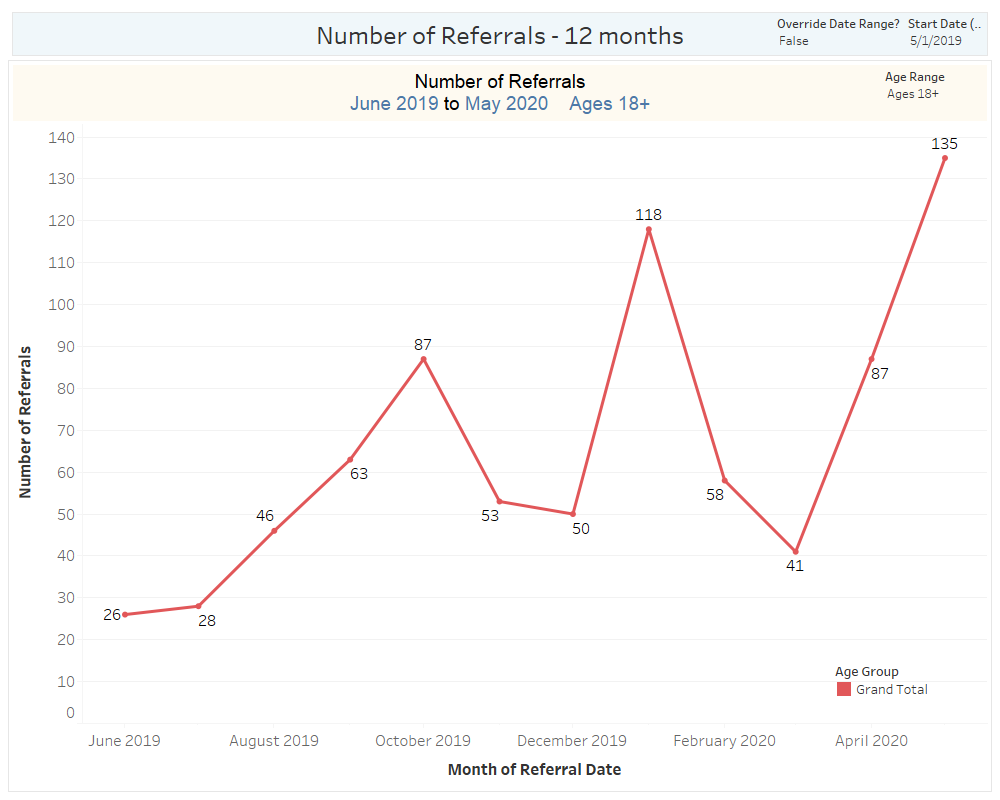 Number of Referrals - 12 months
Override Date Range? Start Date (..
False 5/1/2019
Number of Referrals
June 2019 to May 2020 Ages 18+
Age Range
Ages 18+
140
130
120
110
100
90
80
70
60
50
40
30
20
10
0
Number of Referrals
26
28
46
63
87
53
50
118
58
41
87
135
Age Group
Grand Total
June 2019
August 2019
October 2019
December 2019
February 2020
April 2020
Month of Referral Date